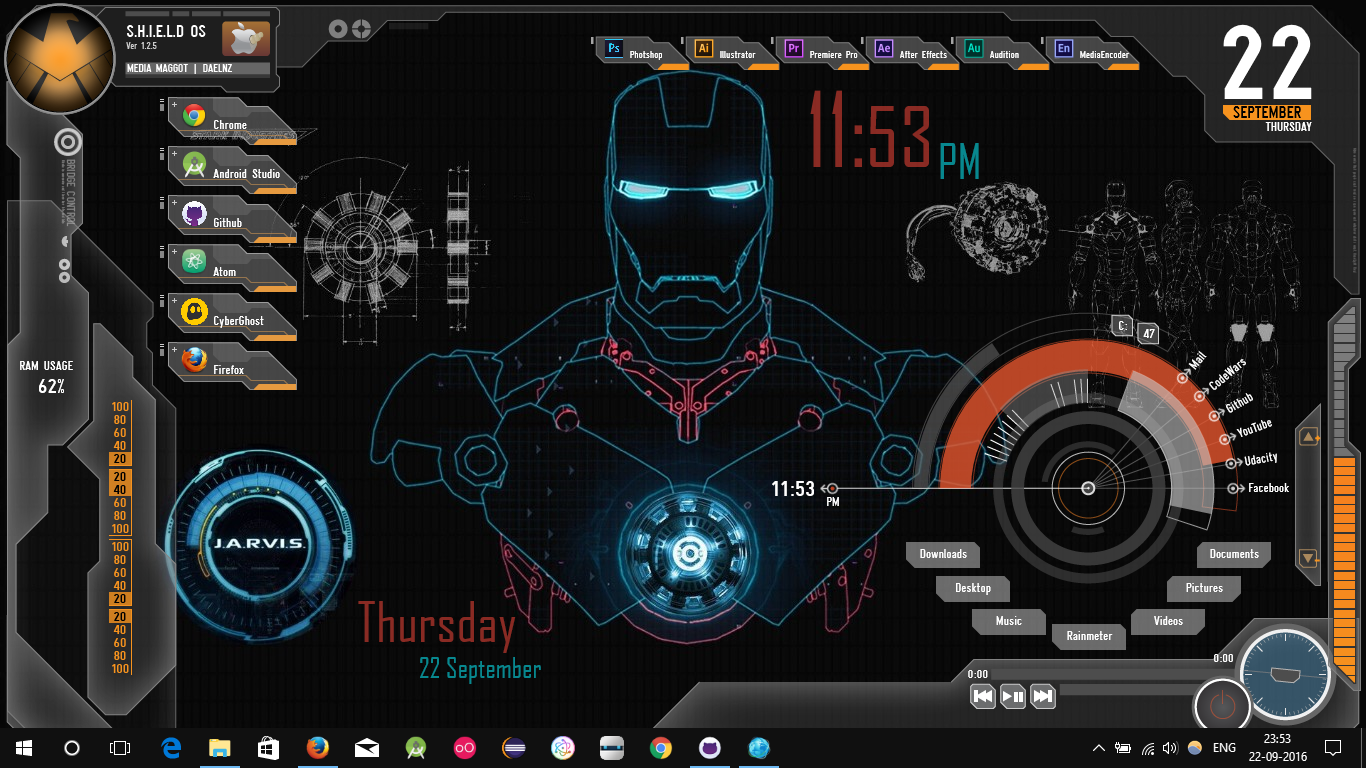 S.H.I.E.L.D OS
Ver 1.2.5
MEDIA MAGGOT | DAELNZ
Ps Photshop
Ai Illustrator
Pr Premiere Pro
Ae After Effects
Au Audition
En MediaEncoder
22
SEPTEMBER
THURSDAY
11:53 PM
Chrome
Android Studio
Github
Atom
CyberGhost
Firefox
BRIDGE CONTROL
RAM USAGE
62%
100
80
60
40
20
20
40
60
80
100
100
80
60
40
20
20
40
60
80
100
J.A.R.V.I.S.
Thursday
22 September
C:
47
Mail
CodeWars
Github
YouTube
Udacity
Facebook
11:53
PM
Downloads
Documents
Desktop
Pictures
Music
Videos
Rainmeter
0:00
0:00
ENG
23:53
22-09-2016